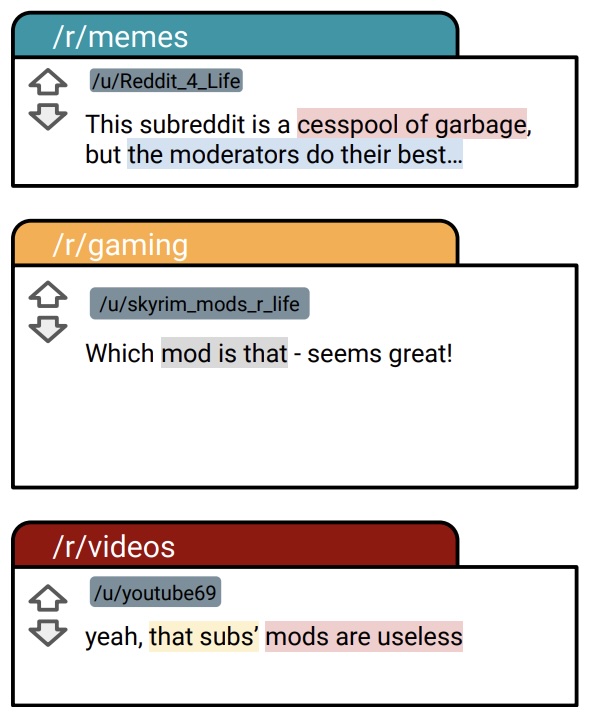 /r/memes
/u/Reddit_4_Life
This subreddit is a cesspool of garbage,
but the moderators do their best...
/r/gaming
/u/skyrim_mods_r_life
Which mod is that - seems great!
/r/videos
/u/youtube69
yeah, that subs’ mods are useless